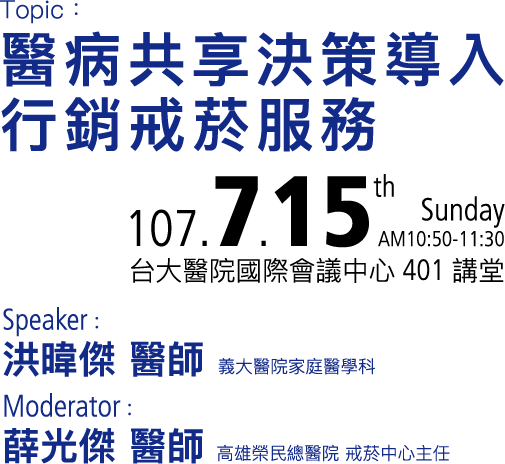 Topic：
醫病共享決策導入
行銷戒菸服務
107.7.15th Sunday
AM10:50-11:30
台大醫院國際會議中心 401 講堂
Speaker：
洪暐傑 醫師 義大醫院家庭醫學科
Moderator：
薛光傑 醫師 高雄榮民總醫院 戒菸中心主任